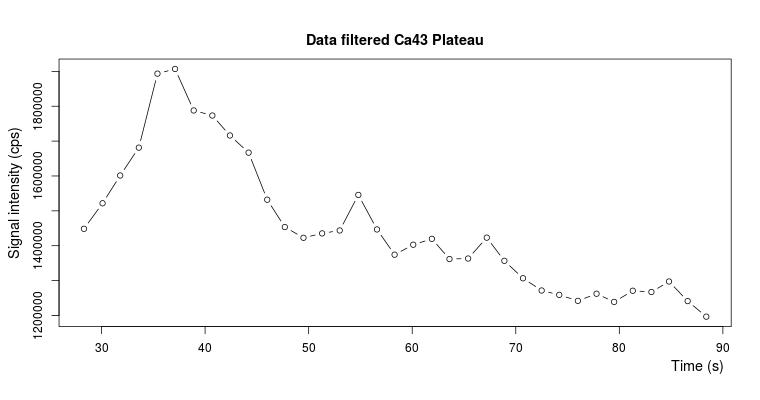 Data filtered Ca43 Plateau
Signal intensity (cps)
1800000
1600000
1400000
1200000
30 40 50 60 70 80 90
Time (s)